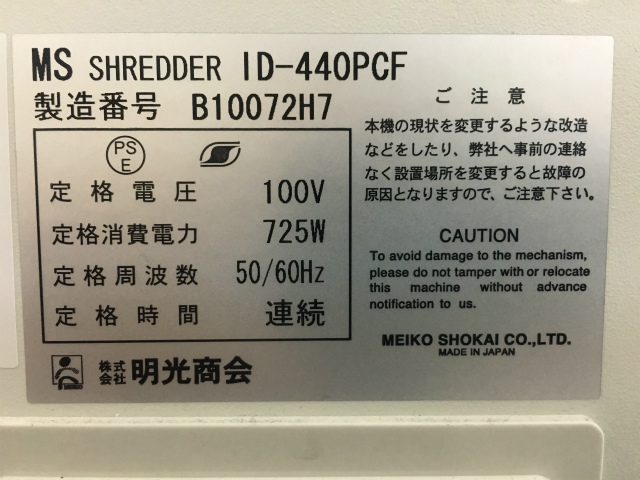 MS SHREDDER ID-440PCF
製造番号 B10072H7
PS
E
定格電圧 100V
定格消費電力 725W
定格周波数 50/60Hz
定格時間 連続
株式
会社 明光商会
ご注意
本機の現状を変更するような改造
などをしたり、弊社へ事前の連絡
なく設置場所を変更すると故障の
原因となりますので、ご注意下さい。
CAUTION
To avoid damage to the mechanism,
please do not tamper with or relocate
this machine without advance
notification to us.
MEIKO SHOKAI CO.,LTD.
MADE IN JAPAN